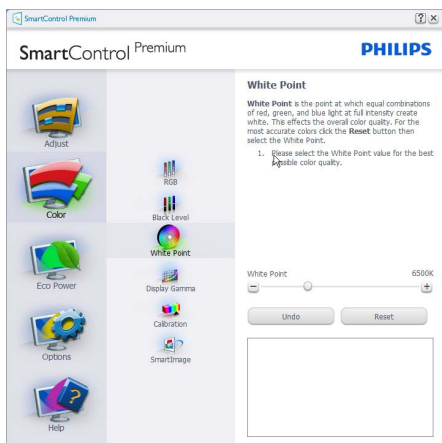 SmartControl Premium
SmartControl Premium
PHILIPS
Adjust
Color
Eco Power
Options
Help
RGB
Black Level
White Point
Display Gamma
Calibration
SmartImage
White Point
White Point is the point at which equal combinations
of red, green, and blue light at full intensity create
white. This effects the overall color quality. For the
most accurate colors click the Reset button then
select the White Point.
1. Please select the White Point value for the best
possible color quality.
White Point 6500K
Undo Reset